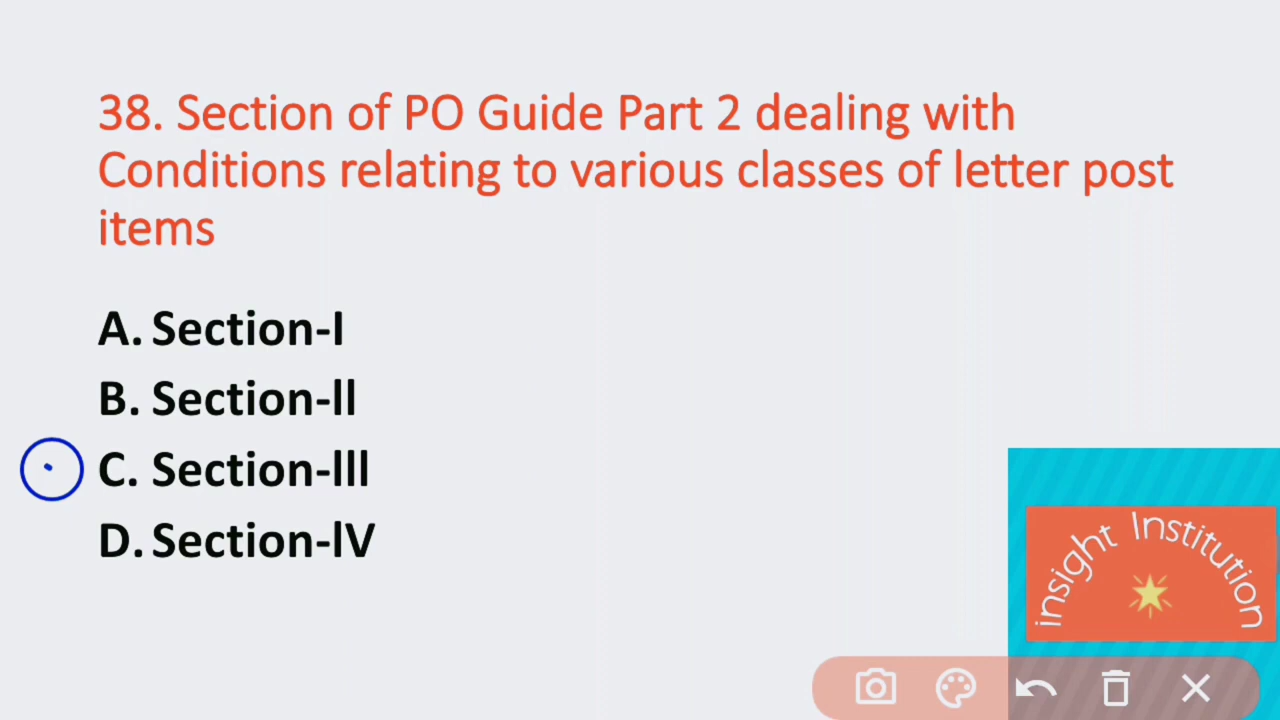 38. Section of PO Guide Part 2 dealing with
Conditions relating to various classes of letter post
items
A. Section-I
B. Section-II
C. Section-III
D. Section-IV
insight Institution